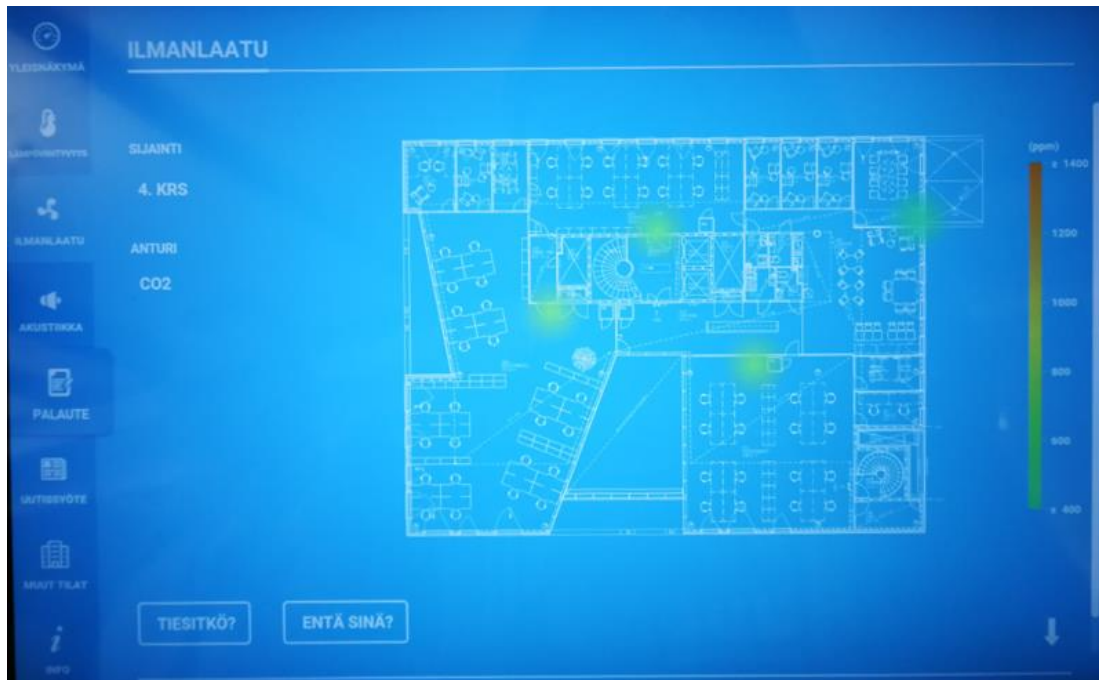 YLEISNÄKYMÄ
LÄMPÖVIIHTYVYYS
ILMANLAATU
AKUSTIIKKA
PALAUTE
UUTISSYÖTE
MUUT TILAT
INFO
ILMANLAATU
SIJAINTI
4. KRS
ANTURI
CO2
TIESITKÖ?
ENTÄ SINÄ?
(ppm)
≥ 1400
1200
1000
800
600
≤ 400